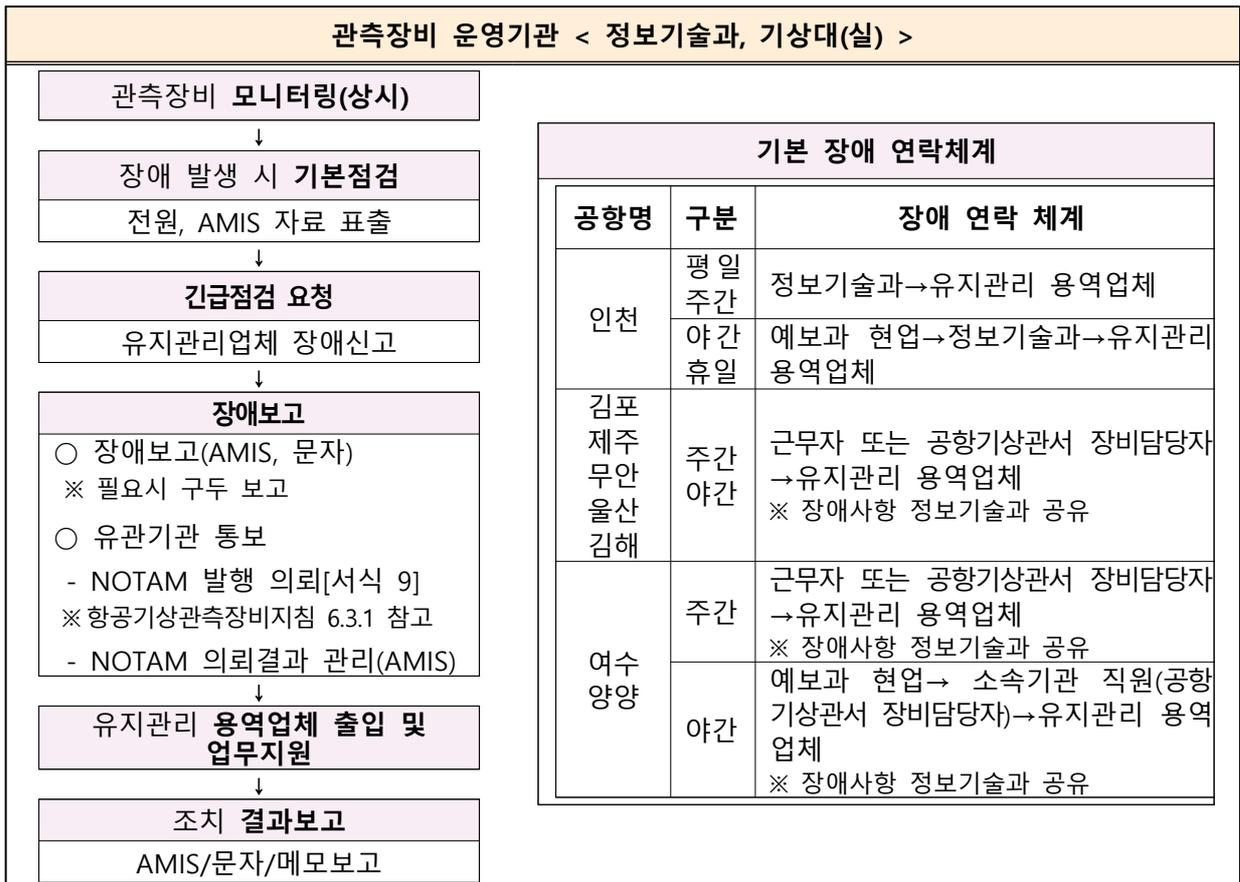 관측장비 운영기관 < 정보기술과, 기상대(실) >
관측장비 모니터링(상시)
↓
장애 발생 시 기본점검
전원, AMIS 자료 표출
↓
긴급점검 요청
유지관리업체 장애신고
↓
장애보고
○ 장애보고(AMIS, 문자)
※ 필요시 구두 보고
○ 유관기관 통보
- NOTAM 발행 의뢰[서식 9]
※ 항공기상관측장비지침 6.3.1 참고
- NOTAM 의뢰결과 관리(AMIS)
↓
유지관리 용역업체 출입 및
업무지원
↓
조치 결과보고
AMIS/문자/메모보고
기본 장애 연락체계
공항명 구분 장애 연락 체계
인천
평일
주간
정보기술과→유지관리 용역업체
야간
휴일
예보과 현업→정보기술과→유지관리
용역업체
김포
제주
무안
울산
김해
주간
야간
근무자 또는 공항기상관서 장비담당자
→유지관리 용역업체
※ 장애사항 정보기술과 공유
여수
양양
주간
근무자 또는 공항기상관서 장비담당자
→유지관리 용역업체
※ 장애사항 정보기술과 공유
야간
예보과 현업→ 소속기관 직원(공항
기상관서 장비담당자)→유지관리 용역
업체
※ 장애사항 정보기술과 공유